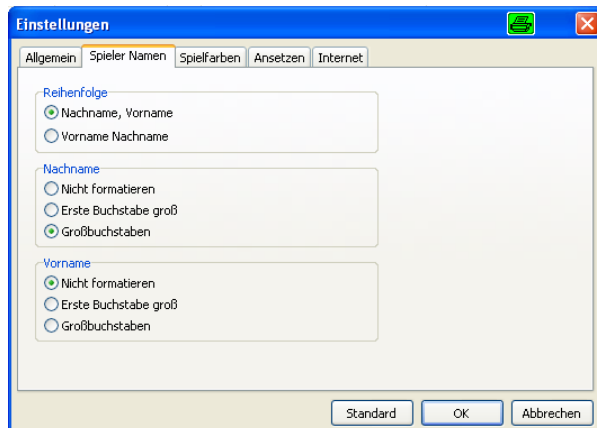 Einstellungen
Allgemein Spieler Namen Spielfarben Ansetzen Internet
Reihenfolge
Nachname, Vorname
Vorname Nachname
Nachname
Nicht formatieren
Erste Buchstabe groß
Großbuchstaben
Vorname
Nicht formatieren
Erste Buchstabe groß
Großbuchstaben
Standard OK Abbrechen